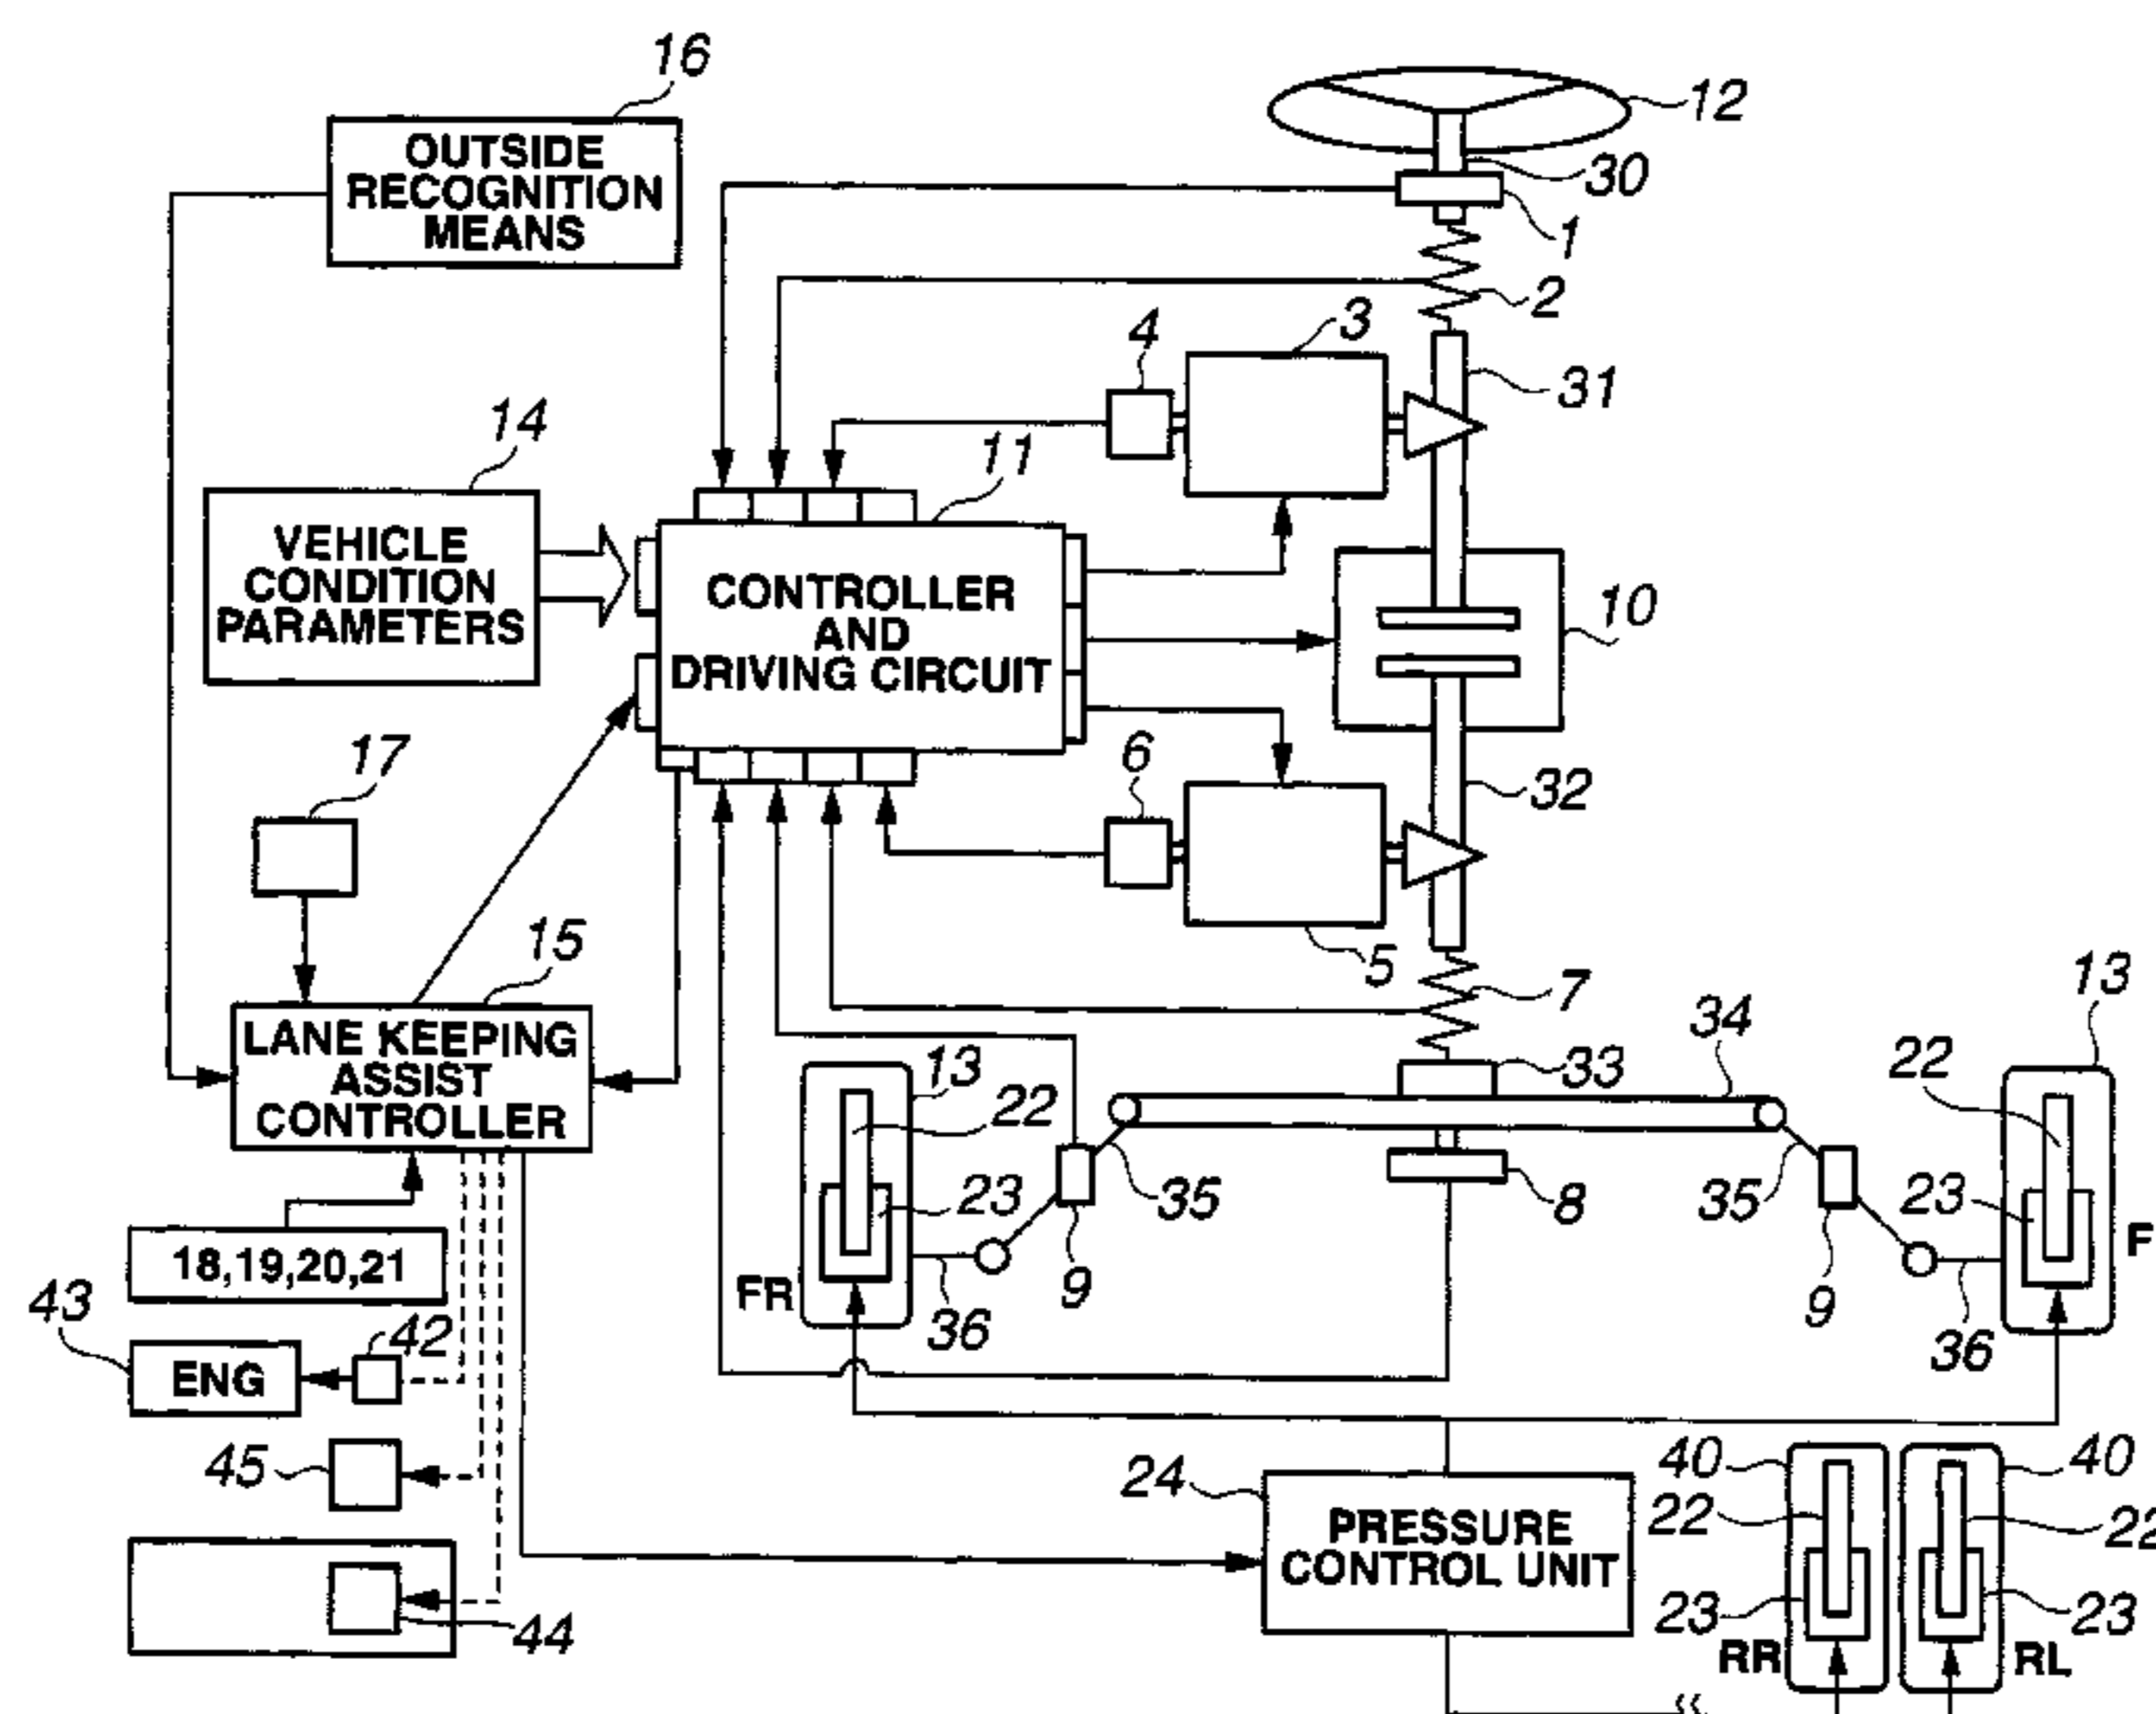 16
12
OUTSIDE
RECOGNITION
MEANS
30
1
2
4
3
31
14
11
VEHICLE
CONDITION
PARAMETERS
CONTROLLER
AND
DRIVING CIRCUIT
10
17
6
32
15
5
7
13
34
LANE KEEPING
ASSIST
CONTROLLER
13
22
33
22
23
35
8
35
23
18,19,20,21
FR
36
9
9
36
F
43
42
ENG
45
24
40
40
PRESSURE
CONTROL UNIT
22
22
23
23
44
RR
RL